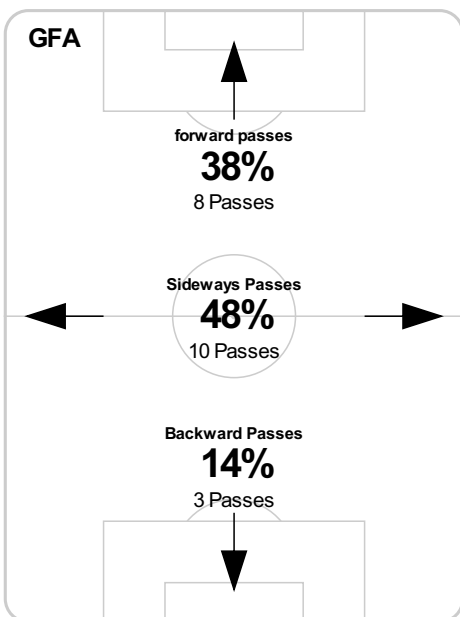 GFA
forward passes
38%
8 Passes
Sideways Passes
48%
10 Passes
Backward Passes
14%
3 Passes